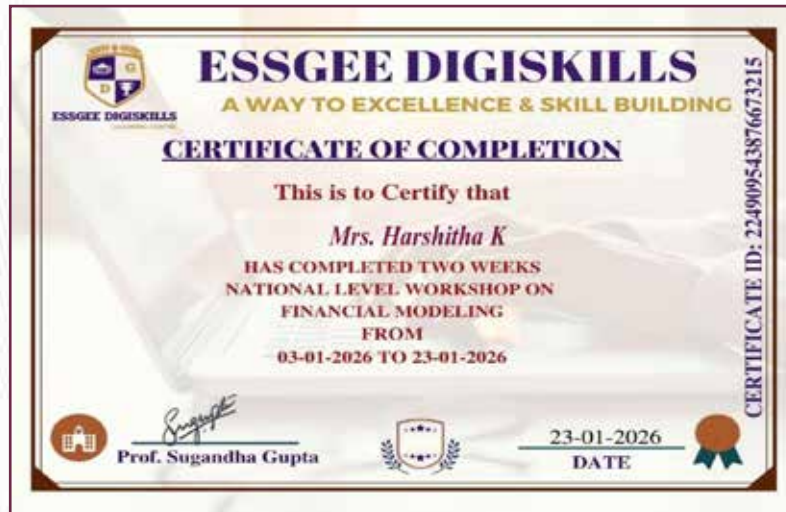 G
D
ESSGEE DIGISKILLS
ESSGEE DIGISKILLS
A WAY TO EXCELLENCE & SKILL BUILDING
CERTIFICATE OF COMPLETION
This is to Certify that
Mrs. Harshitha K
HAS COMPLETED TWO WEEKS
NATIONAL LEVEL WORKSHOP ON
FINANCIAL MODELING
FROM
03-01-2026 TO 23-01-2026
Prof. Sugandha Gupta
23-01-2026
DATE
CERTIFICATE ID: 224909543876673215